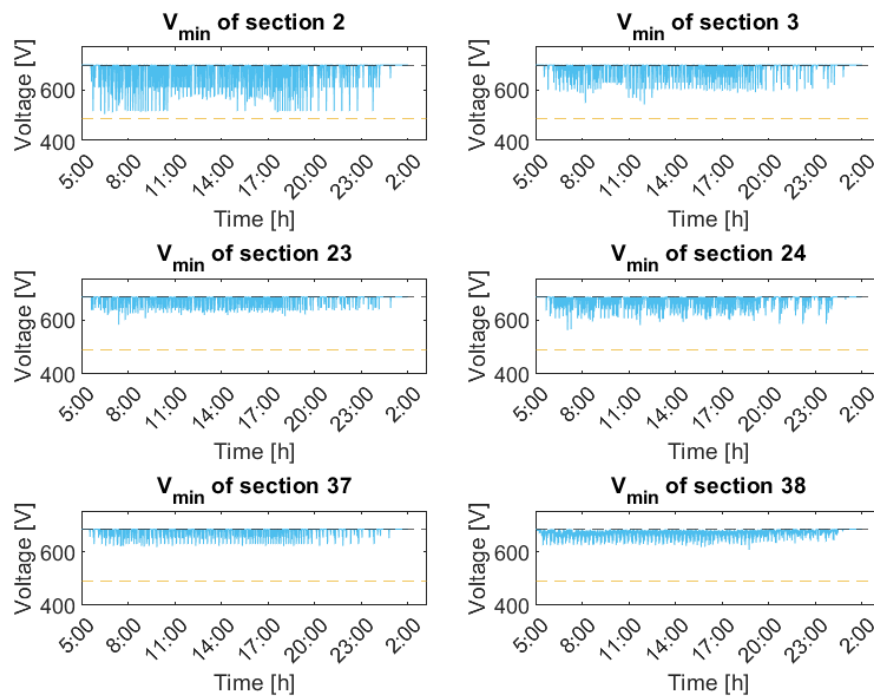 V_min of section 2
Voltage [V]
600
400
5:00 8:00 11:00 14:00 17:00 20:00 23:00 2:00
Time [h]
V_min of section 3
Voltage [V]
600
400
5:00 8:00 11:00 14:00 17:00 20:00 23:00 2:00
Time [h]
V_min of section 23
Voltage [V]
600
400
5:00 8:00 11:00 14:00 17:00 20:00 23:00 2:00
Time [h]
V_min of section 24
Voltage [V]
600
400
5:00 8:00 11:00 14:00 17:00 20:00 23:00 2:00
Time [h]
V_min of section 37
Voltage [V]
600
400
5:00 8:00 11:00 14:00 17:00 20:00 23:00 2:00
Time [h]
V_min of section 38
Voltage [V]
600
400
5:00 8:00 11:00 14:00 17:00 20:00 23:00 2:00
Time [h]